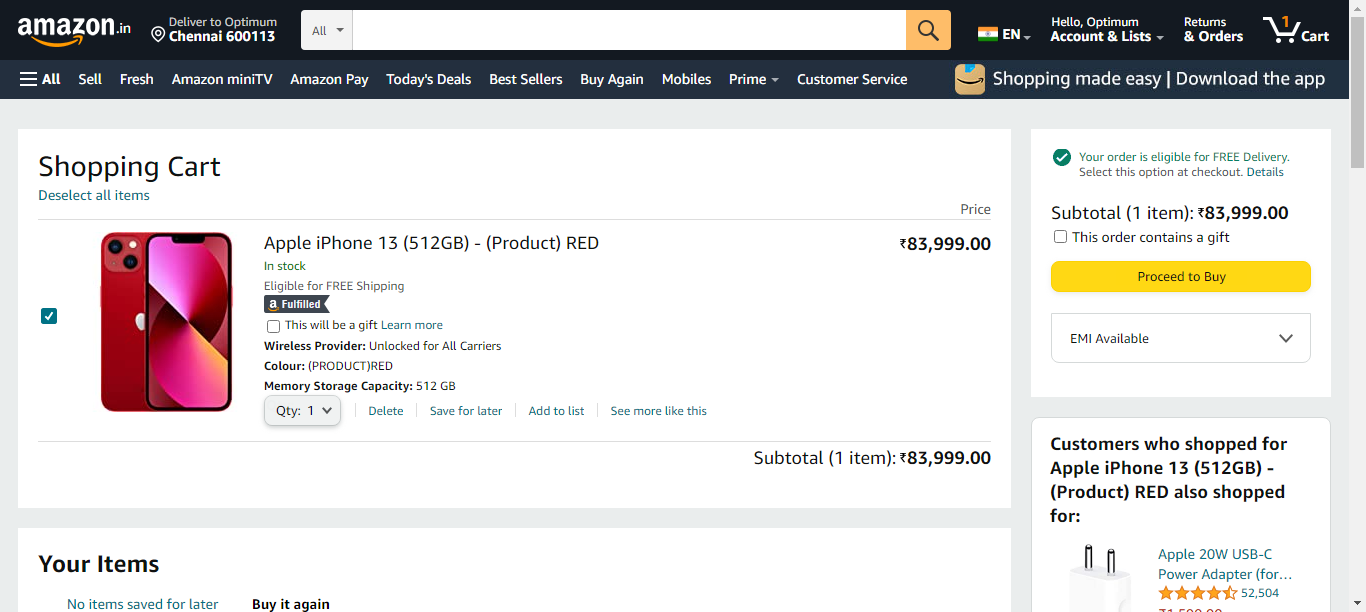 amazon.in
Deliver to Optimum
Chennai 600113
All
EN
Hello, Optimum
Account & Lists
Returns
& Orders
1
Cart
All Sell Fresh Amazon miniTV Amazon Pay Today's Deals Best Sellers Buy Again Mobiles Prime Customer Service
Shopping made easy | Download the app
Shopping Cart
Deselect all items
Price
Apple iPhone 13 (512GB) - (Product) RED
₹83,999.00
In stock
Eligible for FREE Shipping
a Fulfilled
This will be a gift Learn more
Wireless Provider: Unlocked for All Carriers
Colour: (PRODUCT)RED
Memory Storage Capacity: 512 GB
Qty: 1
Delete
Save for later
Add to list
See more like this
Subtotal (1 item): ₹83,999.00
Your Items
No items saved for later
Buy it again
Your order is eligible for FREE Delivery.
Select this option at checkout. Details
Subtotal (1 item): ₹83,999.00
This order contains a gift
Proceed to Buy
EMI Available
Customers who shopped for
Apple iPhone 13 (512GB) -
(Product) RED also shopped
for:
Apple 20W USB-C
Power Adapter (for…
52,504